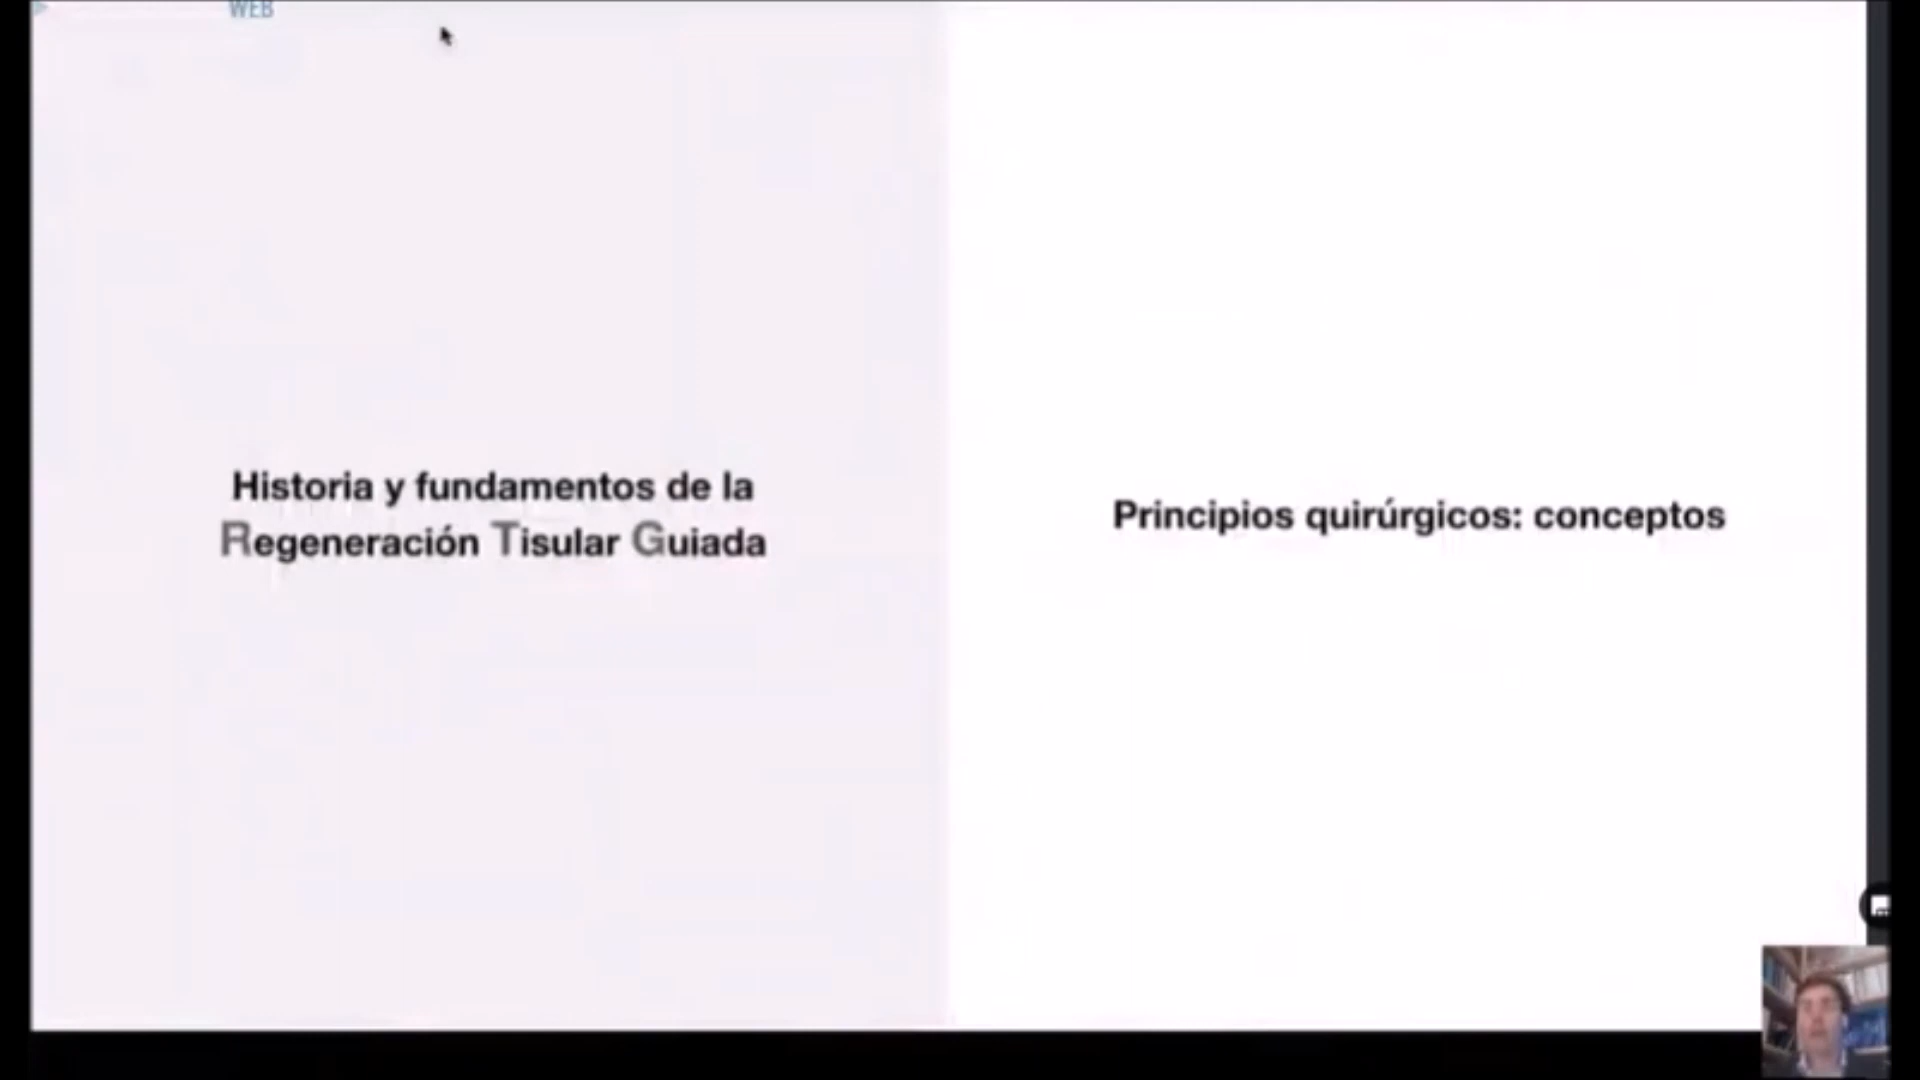 WEB
Historia y fundamentos de la
Regeneración Tisular Guiada
Principios quirúrgicos: conceptos